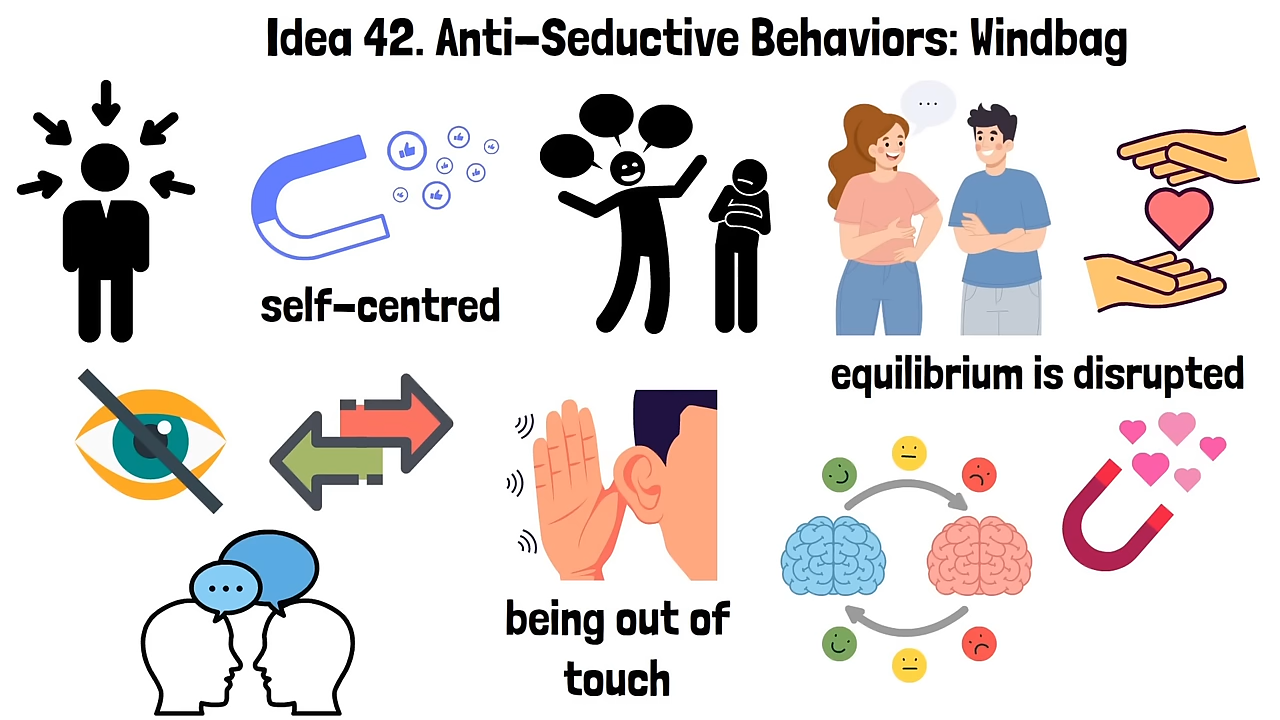 Idea 42. Anti-Seductive Behaviors: Windbag
self-centred
equilibrium is disrupted
being out of
touch